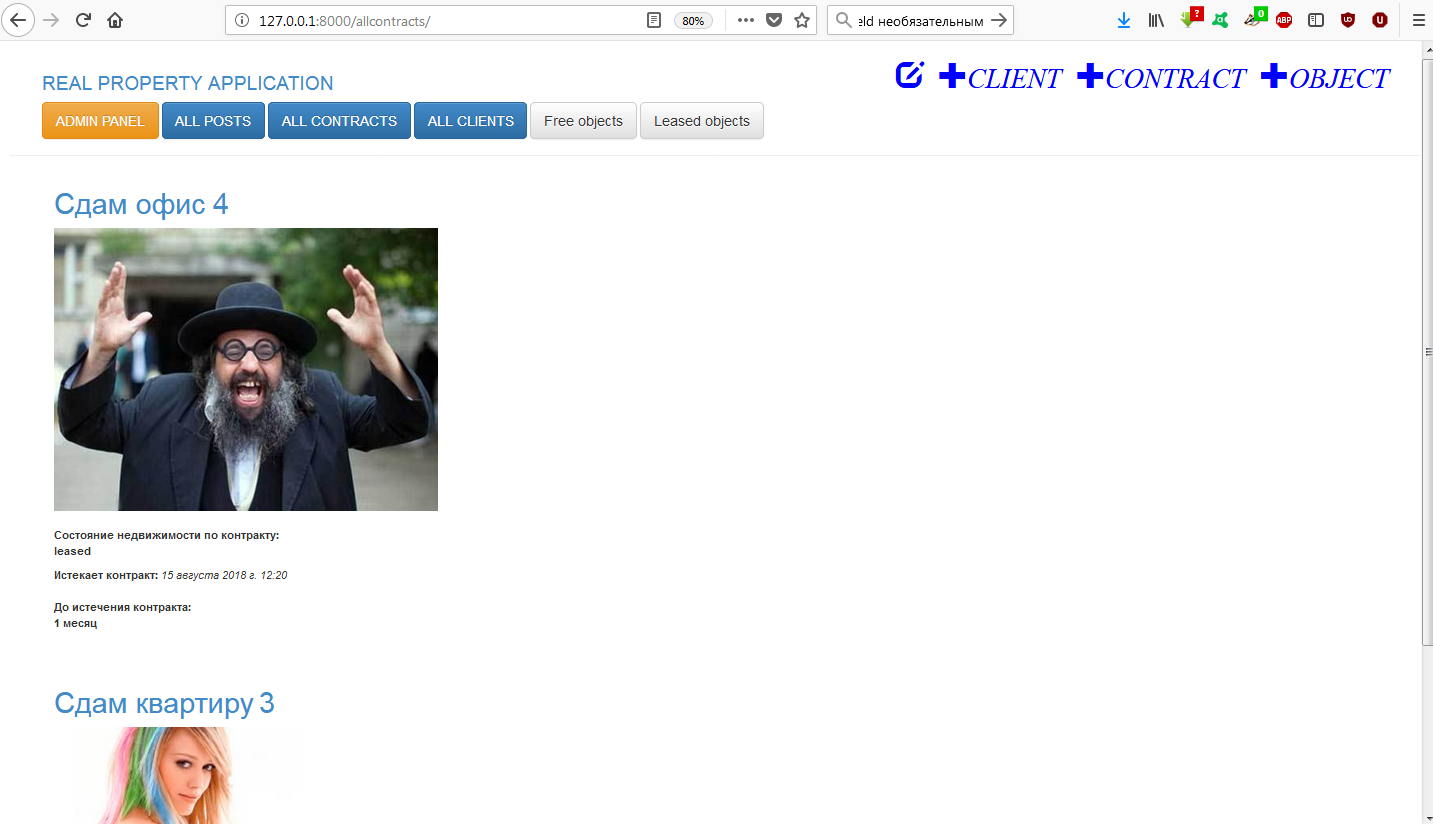 127.0.0.1:8000/allcontracts/
80%
eld необязательным
?
0
ABP
REAL PROPERTY APPLICATION
CLIENT CONTRACT OBJECT
ADMIN PANEL ALL POSTS ALL CONTRACTS ALL CLIENTS Free objects Leased objects
Сдам офис 4
Состояние недвижимости по контракту:
leased
Истекает контракт: 15 августа 2018 г. 12:20
До истечения контракта:
1 месяц
Сдам квартиру 3